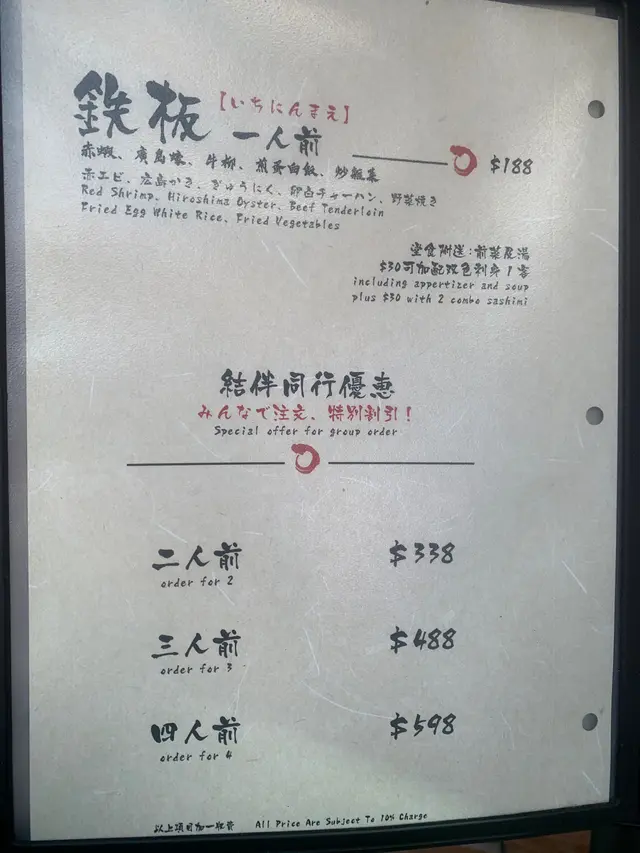 鉄板 【いちにんまえ】
一人前 $188
赤蝦、廣島蠔、牛柳、煎蛋白飯、炒雜菜
赤エビ、広島かき、ぎゅうにく、卵白チャーハン、野菜焼き
Red Shrimp, Hiroshima Oyster, Beef Tenderloin
Fried Egg White Rice, Fried Vegetables
堂食附送:前菜及湯
$30可加配双色刺身1客
including appertizer and soup
plus $30 with 2 combo sashimi
結伴同行優惠
みんなで注文、特別割引!
Special offer for group order
二人前 $338
order for 2
三人前 $488
order for 3
四人前 $598
order for 4
以上項目加一收費 All Price Are Subject To 10% Charge